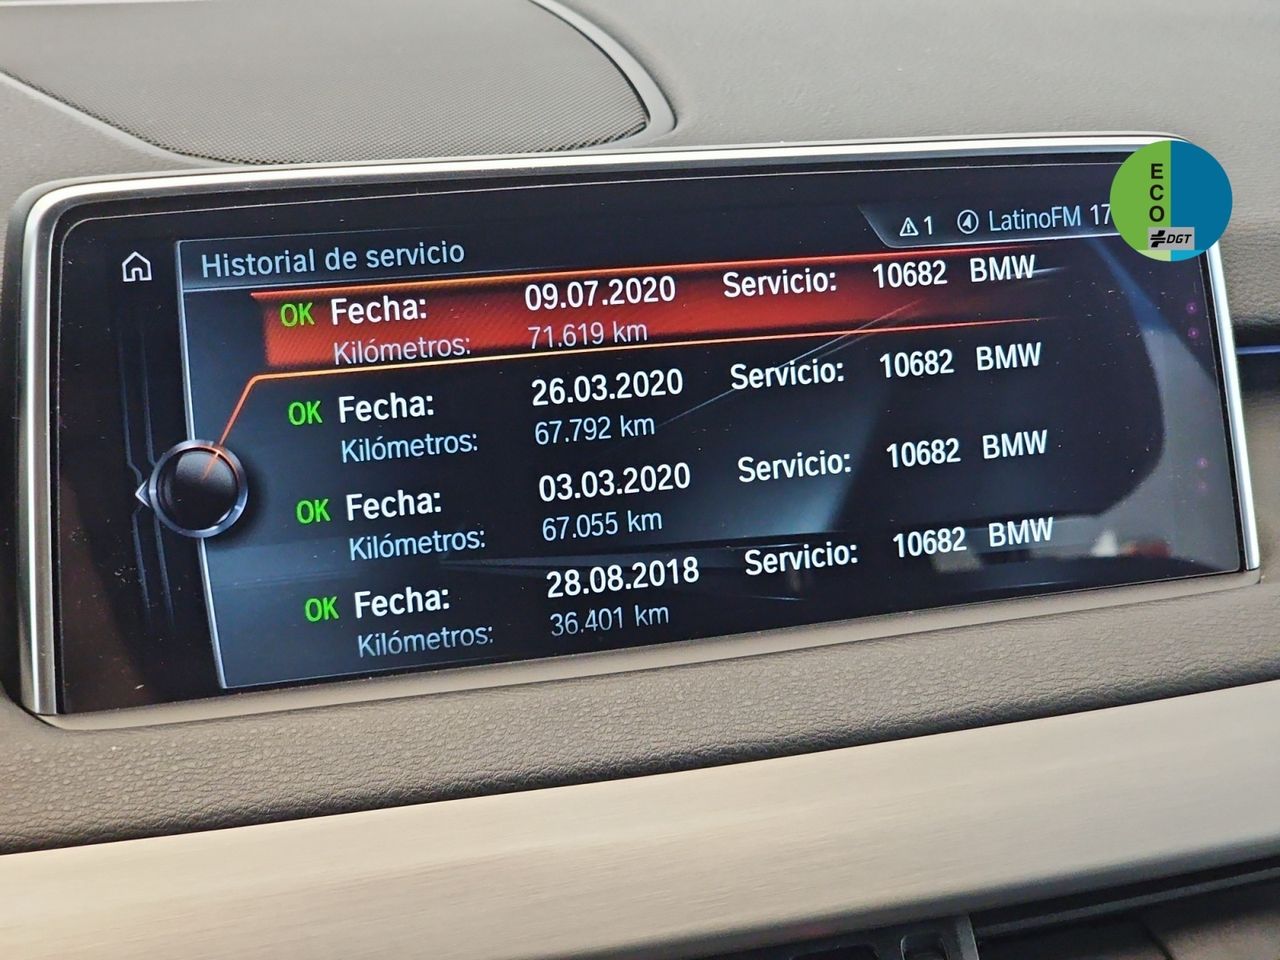 1 LatinoFM 17
ECO
DGT
Historial de servicio
OK Fecha: 09.07.2020 Servicio: 10682 BMW
Kilómetros: 71.619 km
OK Fecha: 26.03.2020 Servicio: 10682 BMW
Kilómetros: 67.792 km
OK Fecha: 03.03.2020 Servicio: 10682 BMW
Kilómetros: 67.055 km
OK Fecha: 28.08.2018 Servicio: 10682 BMW
Kilómetros: 36.401 km